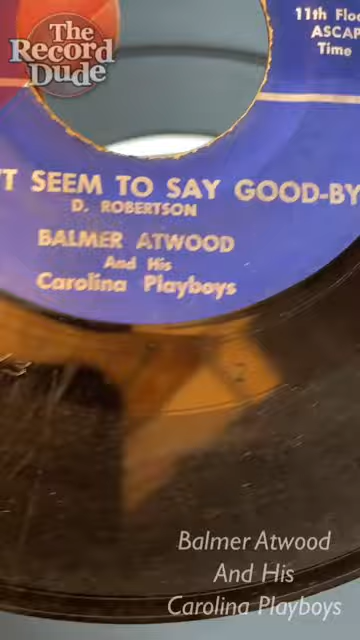 The
Record
Dude
11th Floo
ASCAP
Time
'T SEEM TO SAY GOOD-BY
D. ROBERTSON
BALMER ATWOOD
And His
Carolina Playboys
Balmer Atwood
And His
Carolina Playboys